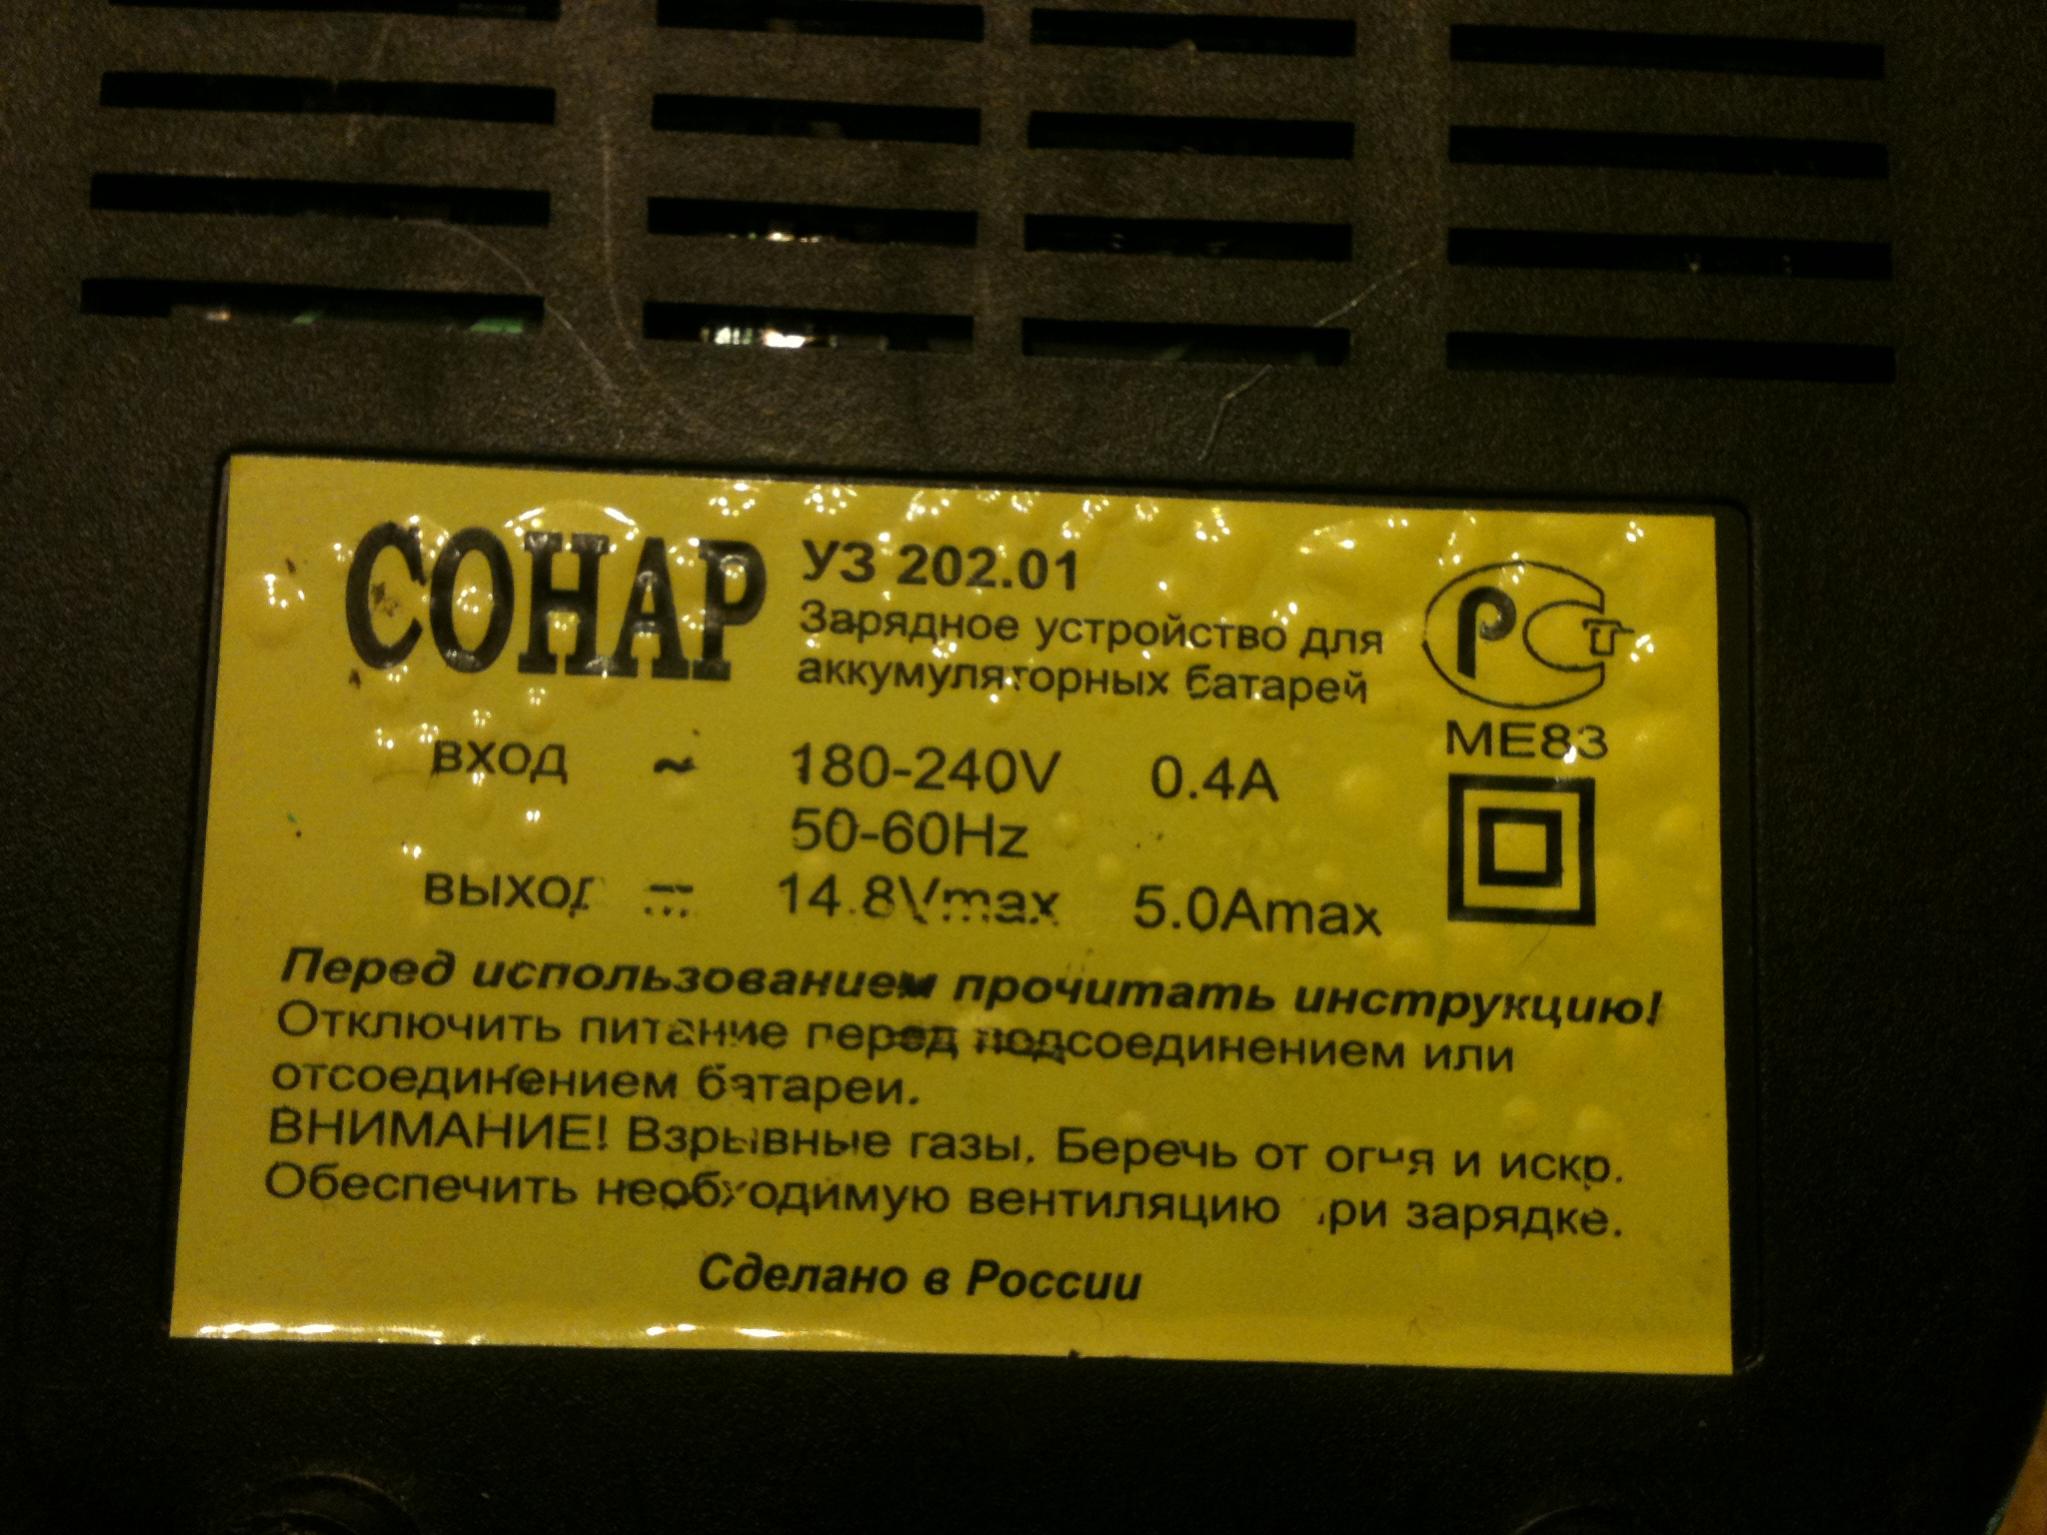 СОНАР
УЗ 202.01
Зарядное устройство для
аккумуляторных батарей
РСТ
МЕ83
ВХОД ~ 180-240V 0.4A
50-60Hz
ВЫХОД 14.8Vmax 5.0Amax
Перед использованием прочитать инструкцию!
Отключить питание перед подсоединением или
отсоединением батареи.
ВНИМАНИЕ! Взрывные газы. Беречь от огня и искр.
Обеспечить необходимую вентиляцию при зарядке.
Сделано в России